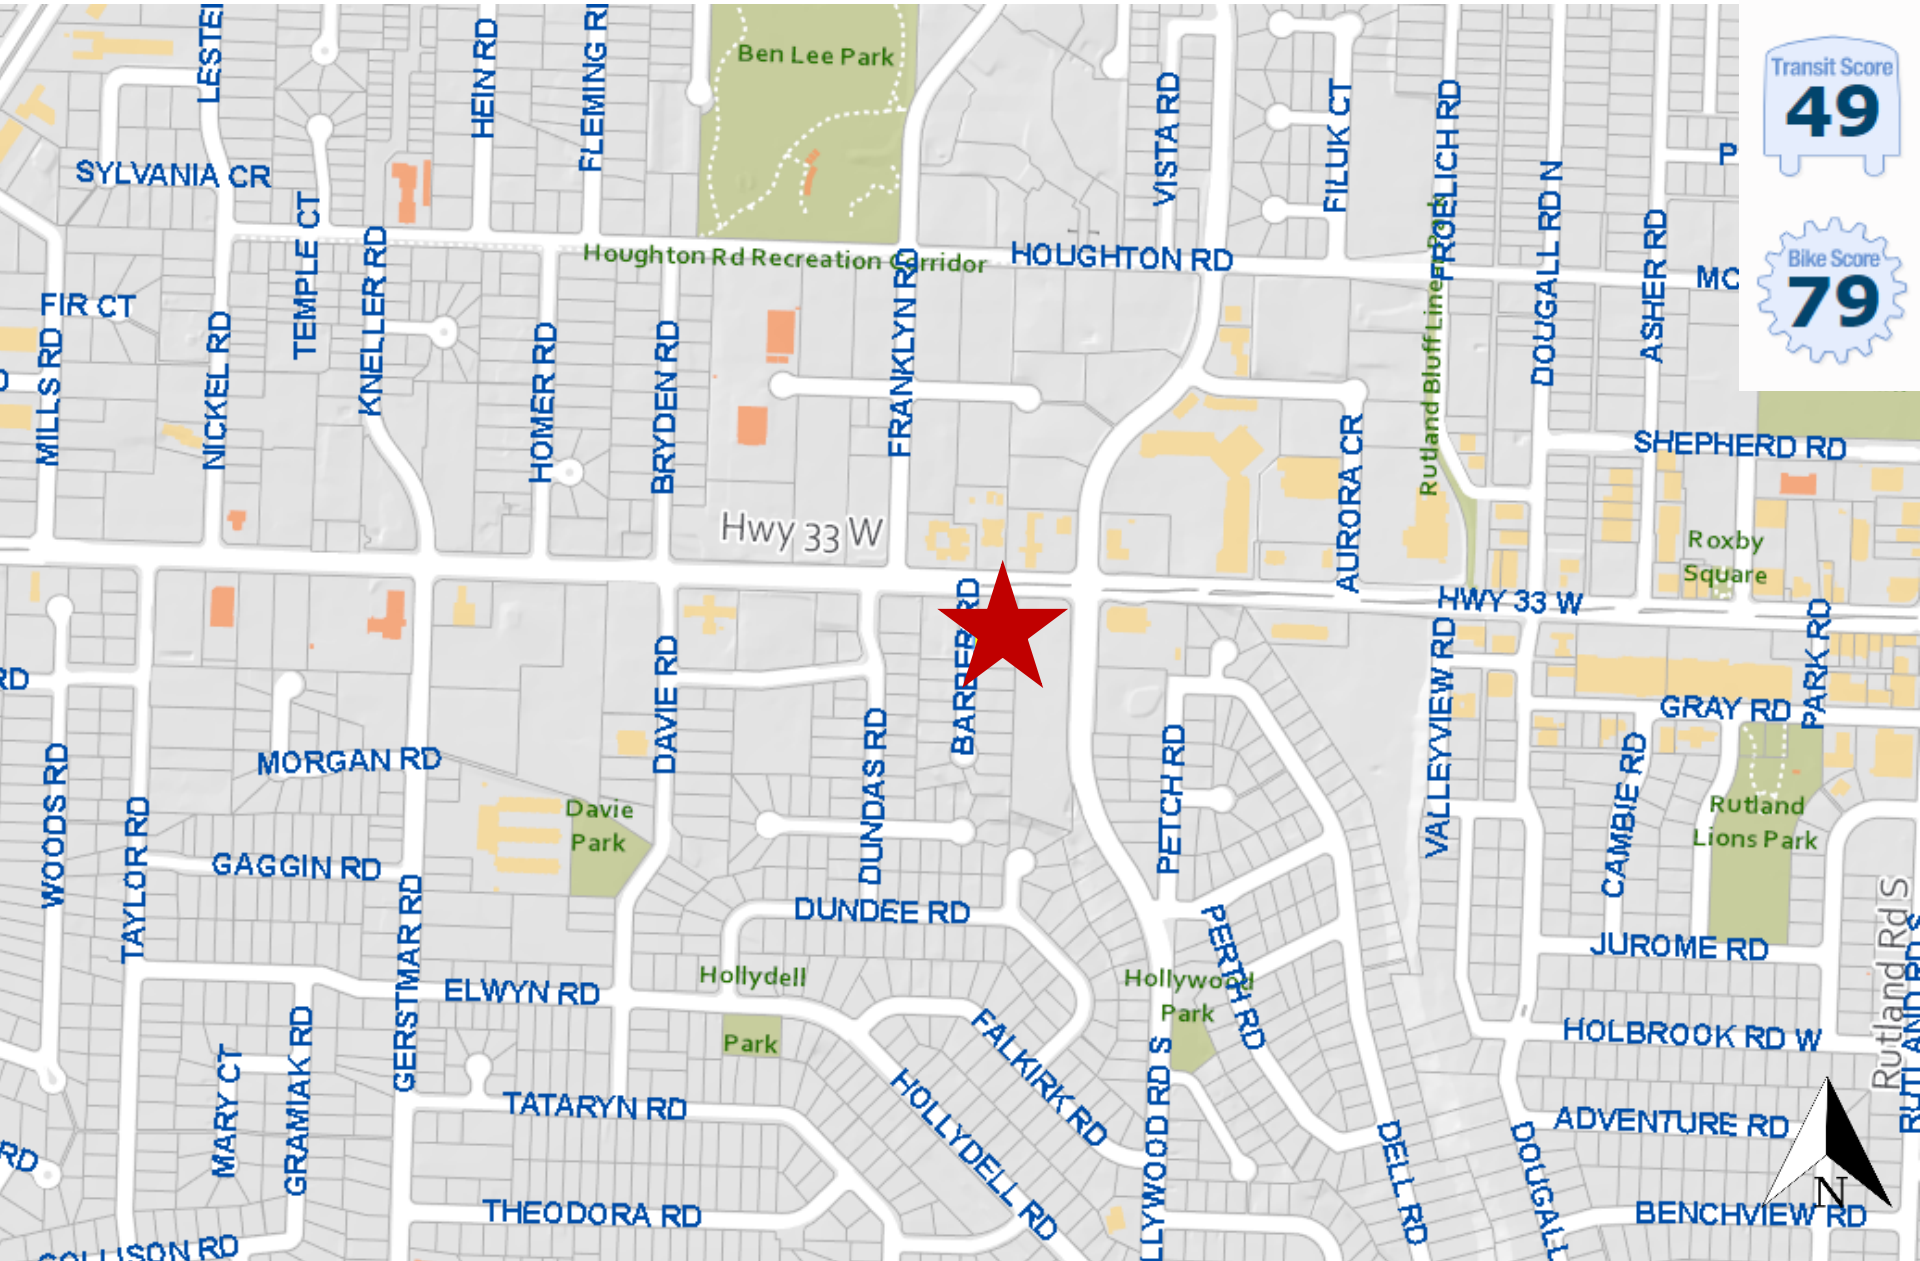 Ben Lee Park
Transit Score
49
Bike Score
79
HEIN RD
VISTA RD
FILUK CT
SYLVANIA CR
TEMPLE CT
KNELLER RD
Houghton Rd Recreation Corridor
HOUGHTON RD
FROELICH RD
DOUGALL RD N
ASHER RD
FIR CT
MILLS RD
NICKEL RD
HOMER RD
BRYDEN RD
FRANKLYN RD
AURORA CR
SHEPHERD RD
Hwy 33 W
Roxby
Square
HWY 33 W
PARK RD
DAVIE RD
VALLEYVIEW RD
GRAY RD
WOODS RD
MORGAN RD
DUNDAS RD
PETCH RD
CAMBIE RD
Davie
Park
Rutland
Lions Park
TAYLOR RD
GAGGIN RD
GERSTMAR RD
DUNDEE RD
PERTH RD
JUROME RD
Rutland Rd S
ELWYN RD
Hollydell
Park
Hollywood
Park
HOLBROOK RD W
MARY CT
GRAMIAK RD
TATARYN RD
FALKIRK RD
HOLLYDELL RD
LLYWOOD RD S
DELL RD
DOUGALL
ADVENTURE RD
THEODORA RD
BENCHVIEW RD
N